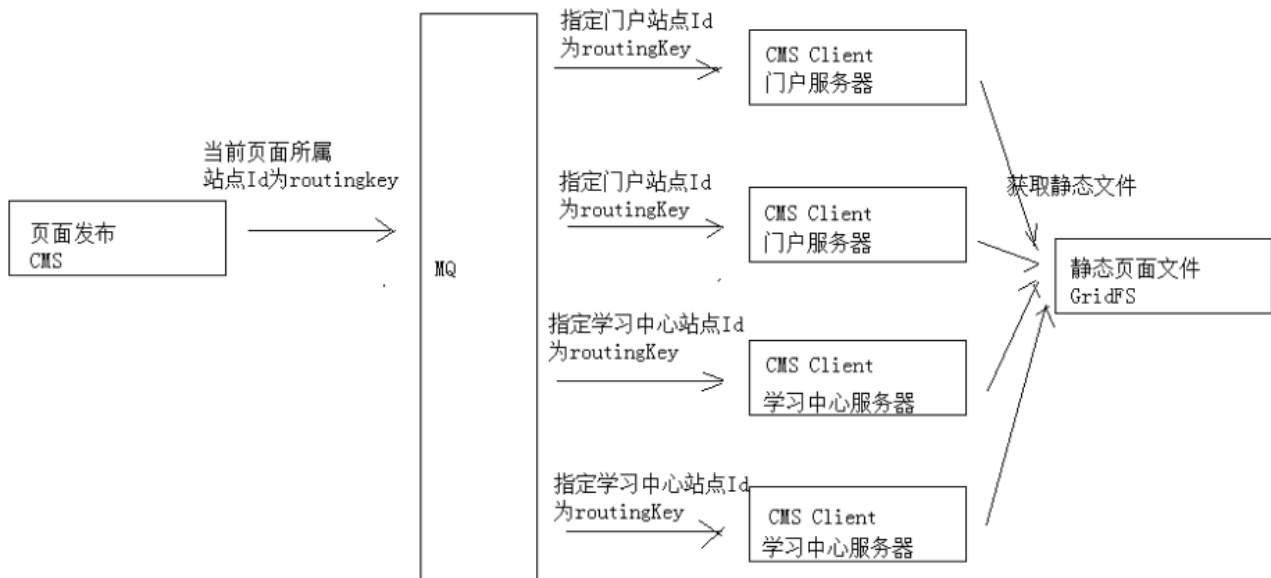 当前页面所属
站点Id为routingkey
页面发布
CMS
MQ
指定门户站点Id
为routingKey
CMS Client
门户服务器
指定门户站点Id
为routingKey
CMS Client
门户服务器
指定学习中心站点Id
为routingKey
CMS Client
学习中心服务器
指定学习中心站点Id
为routingKey
CMS Client
学习中心服务器
获取静态文件
静态页面文件
GridFS